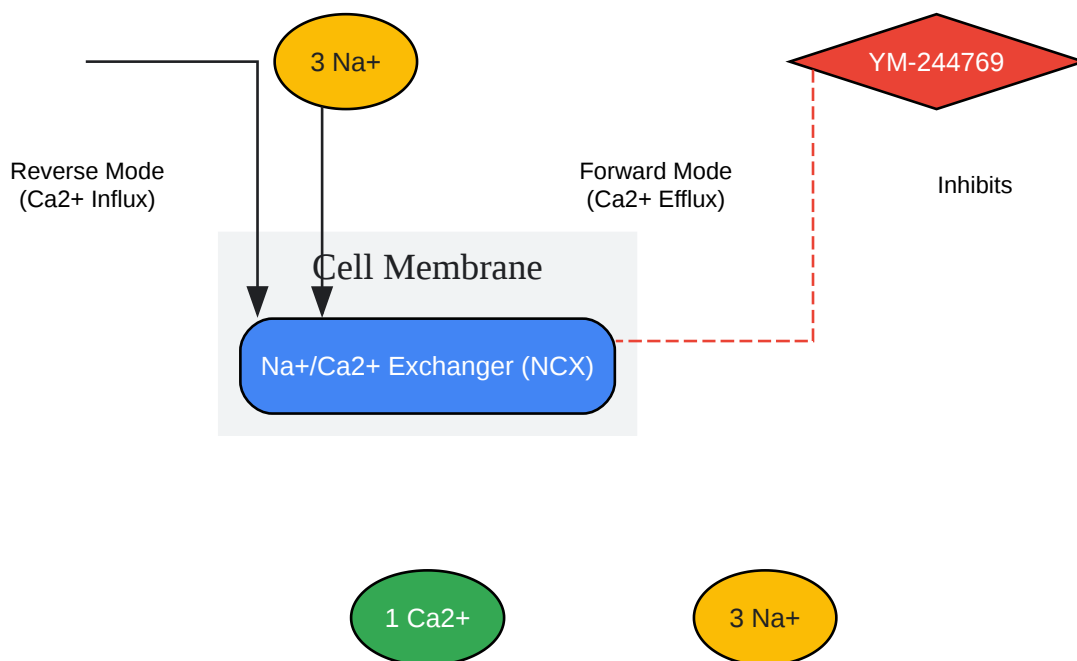 3 Na+
YM-244769
Reverse Mode
(Ca2+ Influx)
Forward Mode
(Ca2+ Efflux)
Inhibits
Cell Membrane
Na+/Ca2+ Exchanger (NCX)
1 Ca2+
3 Na+